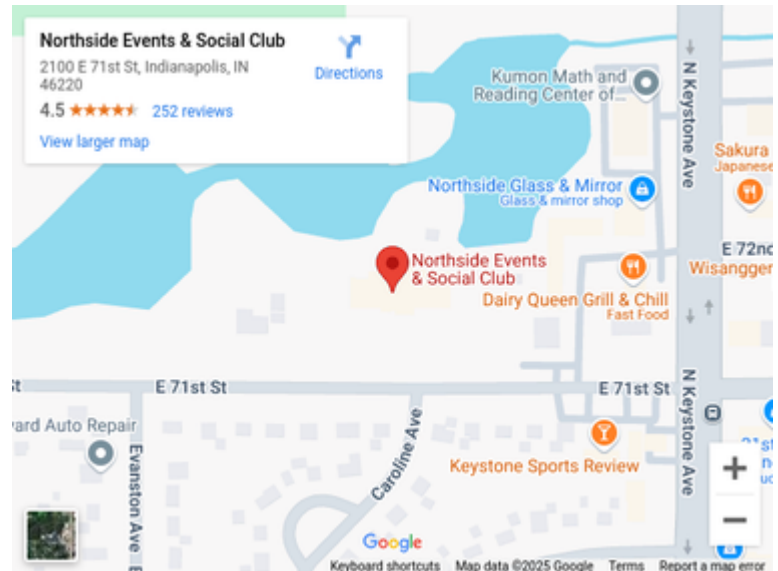 Northside Events & Social Club
2100 E 71st St, Indianapolis, IN
46220
4.5
252 reviews
View larger map
Directions
Kumon Math and
Reading Center of...
N Keystone Ave
Sakura
Japanese
Northside Glass & Mirror
Glass & mirror shop
E 72nd
Northside Events
& Social Club
Wisangger
Dairy Queen Grill & Chill
Fast Food
E 71st St
E 71st St
N Keystone Ave
Auto Repair
Evanston Ave
Caroline Ave
Keystone Sports Review
+
−
Google
Keyboard shortcuts
Map data ©2025 Google
Terms
Report a map error